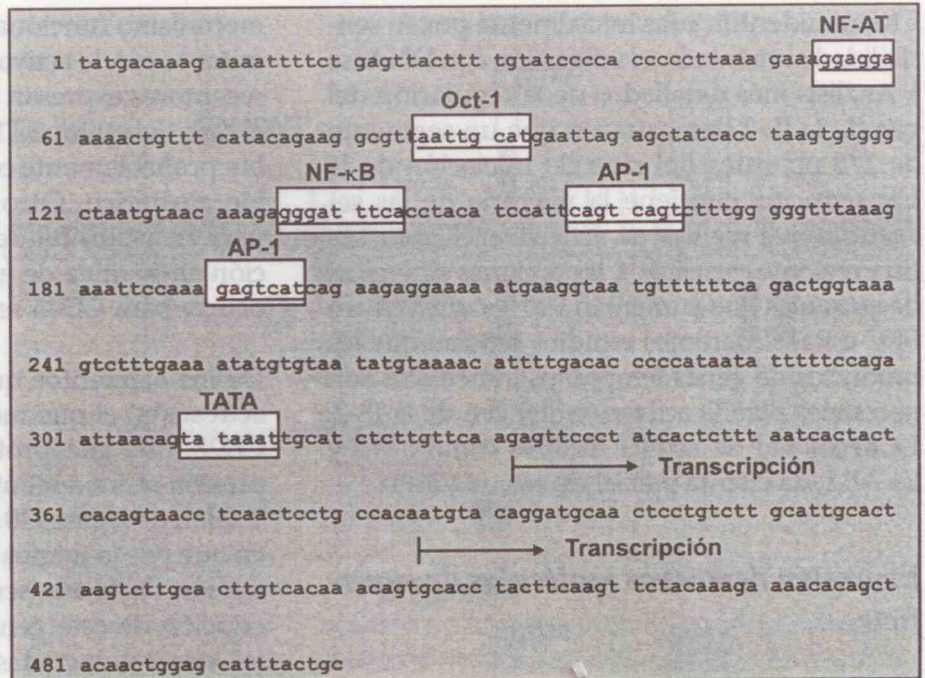 NF-AT
1 tatgacaaag aaaattttct gagttacttt tgtatcccca cccccttaaa gaaaggagga
Oct-1
61 aaaactgttt catacagaag gcgttaattg catgaattag agctatcacc taagtgtggg
NF-κB AP-1
121 ctaatgtaac aaagagggat ttcacctaca tccattcagt cagtctttgg gggtttaaag
AP-1
181 aaattccaaa gagtcatcag aagaggaaaa atgaaggtaa tgttttttca gactggtaaa
241 gtctttgaaa atatgtgtaa tatgtaaaac attttgacac ccccataata tttttccaga
TATA
301 attaacagta taaattgcat ctcttgttca agagttccct atcactcttt aatcactact
Transcripción
361 cacagtaacc tcaactcctg ccacaatgta caggatgcaa ctcctgtctt gcattgcact
Transcripción
421 aagtcttgca cttgtcacaa acagtgcacc tacttcaagt tctacaaaga aaacacagct
481 acaactggag catttactgc